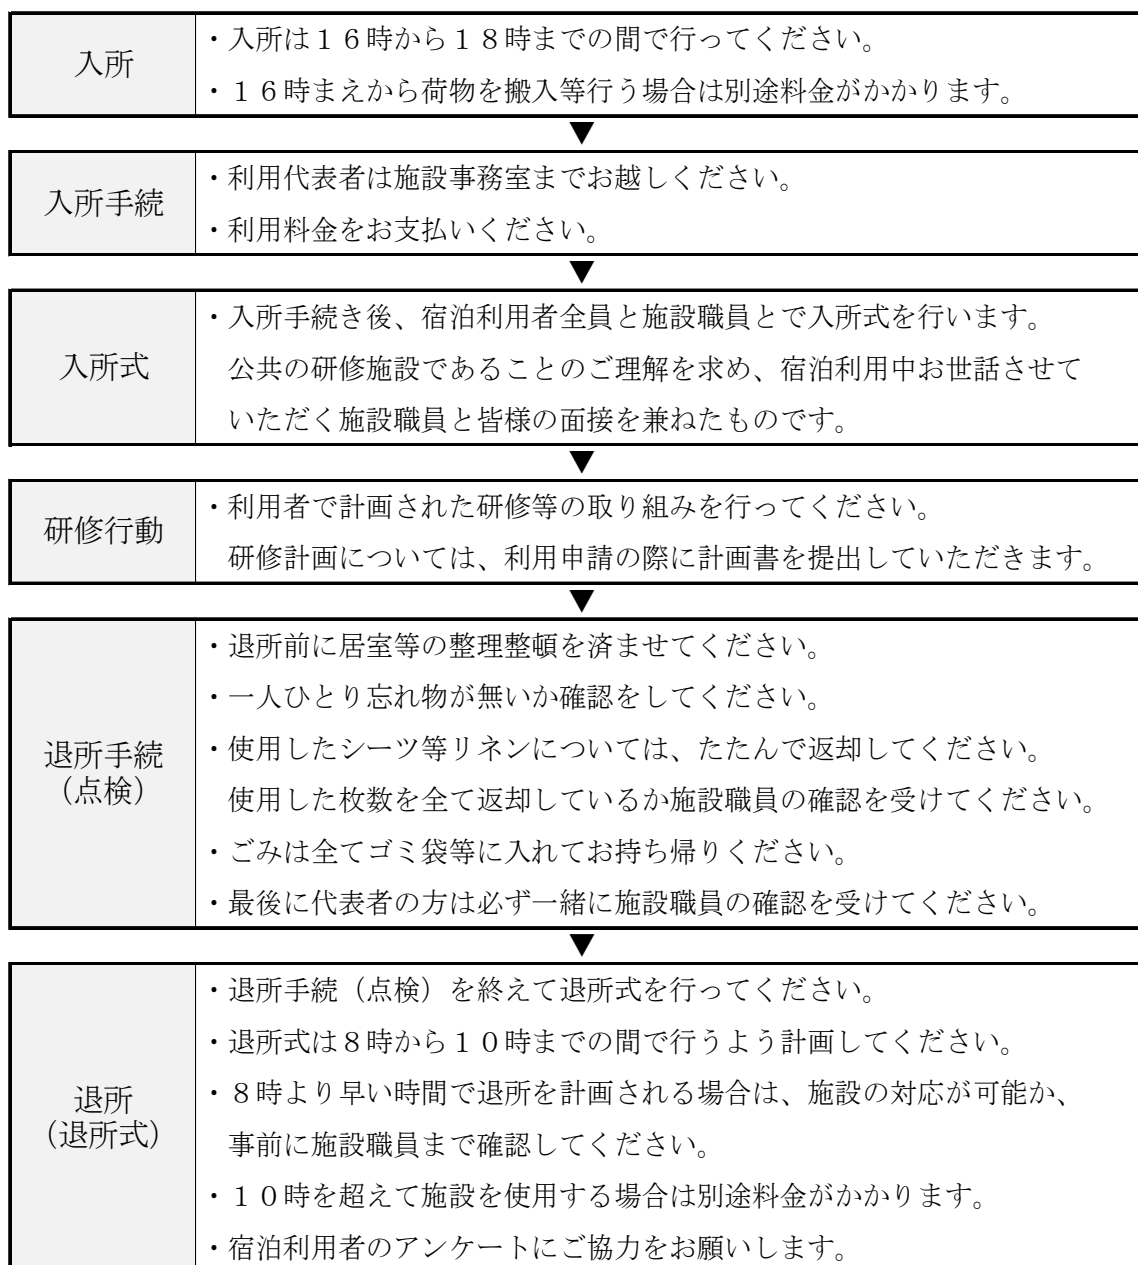 入所
・入所は１６時から１８時までの間で行ってください。
・１６時まえから荷物を搬入等行う場合は別途料金がかかります。
▼
入所手続
・利用代表者は施設事務室までお越しください。
・利用料金をお支払いください。
▼
入所式
・入所手続き後、宿泊利用者全員と施設職員とで入所式を行います。
公共の研修施設であることのご理解を求め、宿泊利用中お世話させて
いただく施設職員と皆様の面接を兼ねたものです。
▼
研修行動
・利用者で計画された研修等の取り組みを行ってください。
研修計画については、利用申請の際に計画書を提出していただきます。
▼
退所手続
（点検）
・退所前に居室等の整理整頓を済ませてください。
・一人ひとり忘れ物が無いか確認をしてください。
・使用したシーツ等リネンについては、たたんで返却してください。
使用した枚数を全て返却しているか施設職員の確認を受けてください。
・ごみは全てゴミ袋等に入れてお持ち帰りください。
・最後に代表者の方は必ず一緒に施設職員の確認を受けてください。
▼
退所
（退所式）
・退所手続（点検）を終えて退所式を行ってください。
・退所式は８時から１０時までの間で行うよう計画してください。
・８時より早い時間で退所を計画される場合は、施設の対応が可能か、
事前に施設職員まで確認してください。
・１０時を超えて施設を使用する場合は別途料金がかかります。
・宿泊利用者のアンケートにご協力をお願いします。